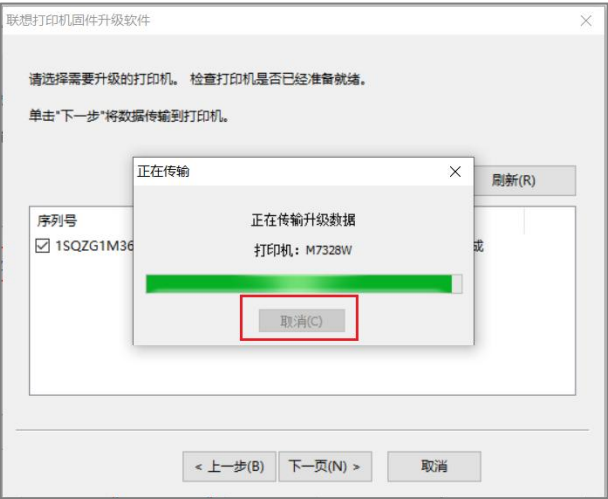 联想打印机固件升级软件
请选择需要升级的打印机。 检查打印机是否已经准备就绪。
单击"下一步"将数据传输到打印机。
正在传输
刷新(R)
序列号
正在传输升级数据
1SQZG1M36
打印机：M7328W
取消(C)
< 上一步(B) 下一页(N) > 取消